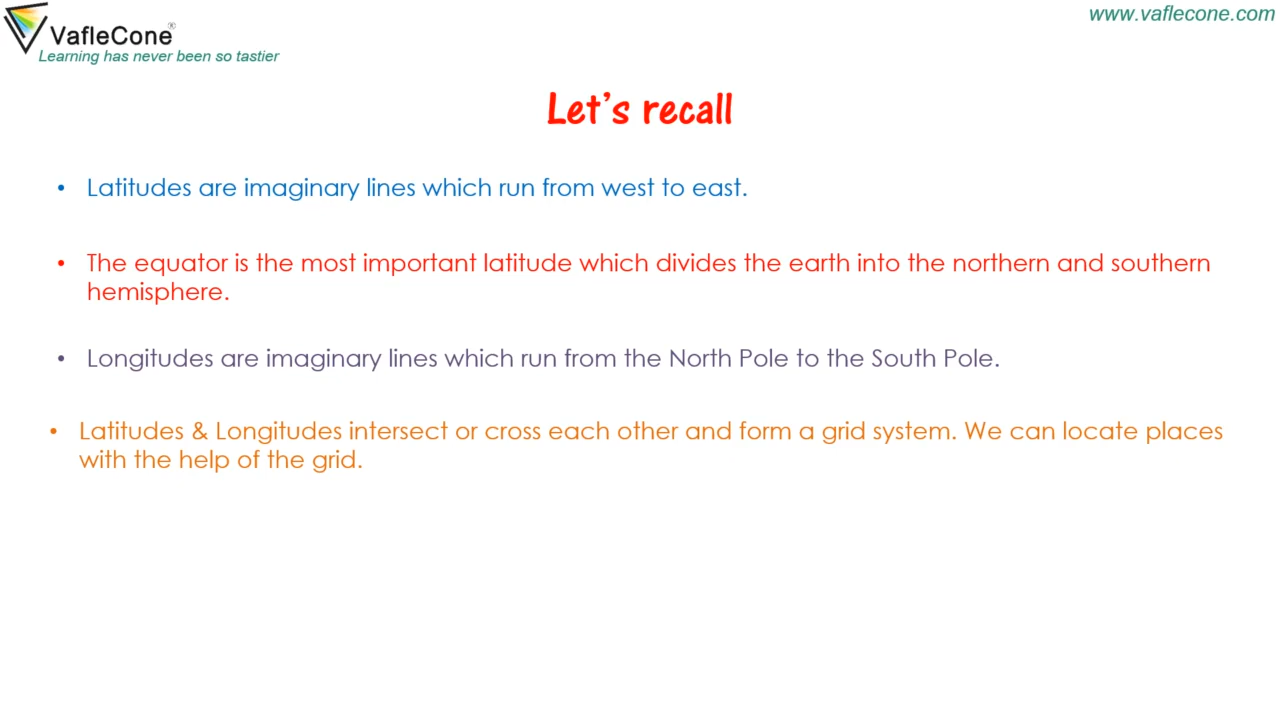 VafleCone®
Learning has never been so tastier
www.vaflecone.com
Let's recall
• Latitudes are imaginary lines which run from west to east.
• The equator is the most important latitude which divides the earth into the northern and southern
hemisphere.
• Longitudes are imaginary lines which run from the North Pole to the South Pole.
• Latitudes & Longitudes intersect or cross each other and form a grid system. We can locate places
with the help of the grid.